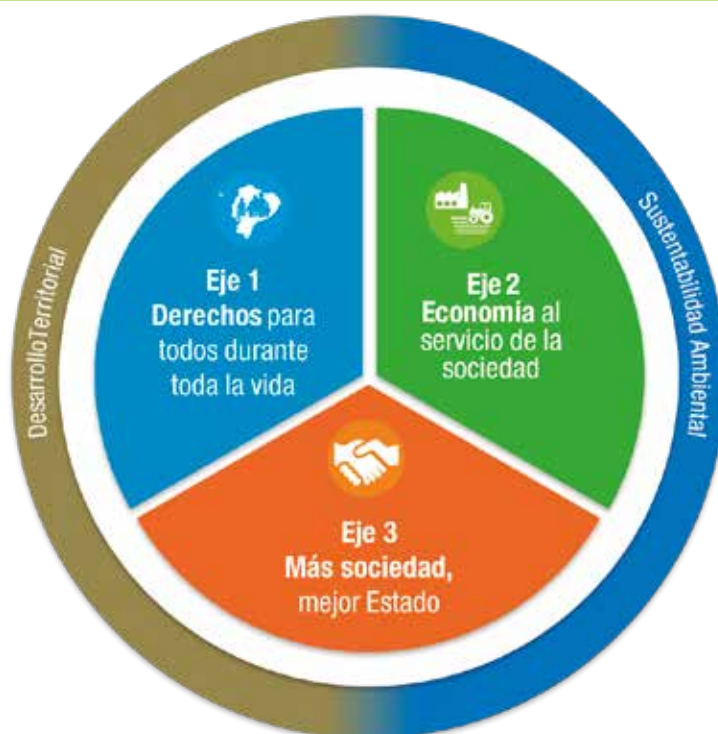 Eje 1
Derechos para
todos durante
toda la vida
Eje 2
Economía al
servicio de la
sociedad
Eje 3
Más sociedad,
mejor Estado
DesarrolloTerritorial
Sustentabilidad Ambiental